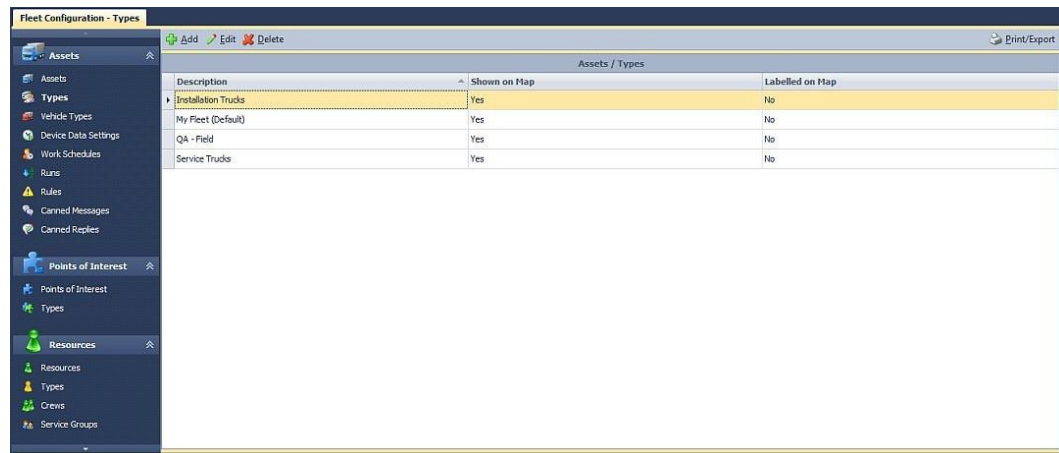 Fleet Configuration - Types
Add Edit Delete Print/Export
Assets
Assets
Types
Vehicle Types
Device Data Settings
Work Schedules
Runs
Rules
Canned Messages
Canned Replies
Points of Interest
Points of Interest
Types
Resources
Resources
Types
Crews
Service Groups
Assets / Types
Description Shown on Map Labelled on Map
Installation Trucks Yes No
My Fleet (Default) Yes No
QA - Field Yes No
Service Trucks Yes No